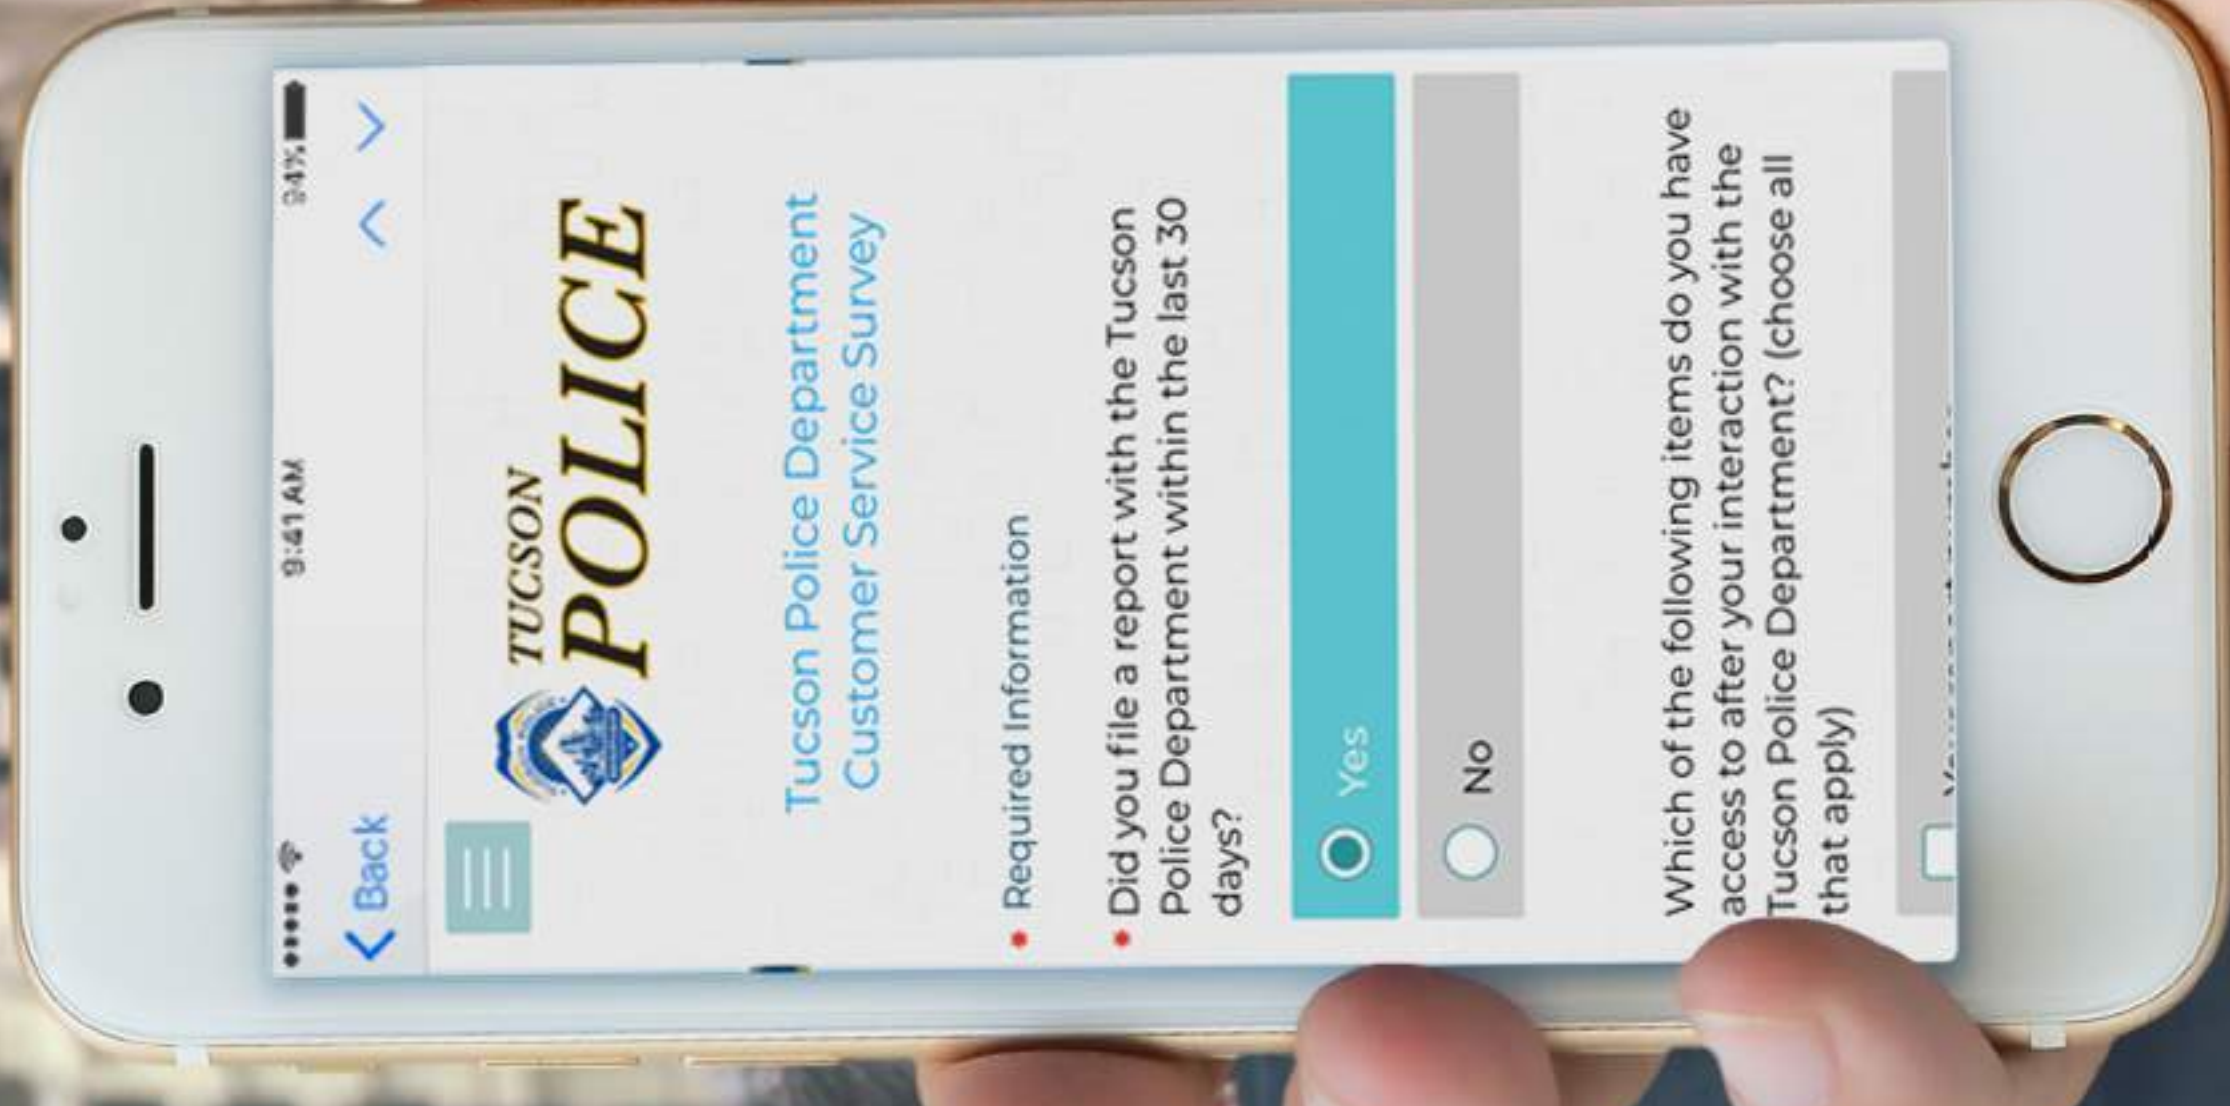 9:41 AM
94%
Back
TUCSON
POLICE
Tucson Police Department
Customer Service Survey
Required Information
Did you file a report with the Tucson
Police Department within the last 30
days?
Yes
No
Which of the following items do you have
access to after your interaction with the
Tucson Police Department? (choose all
that apply)